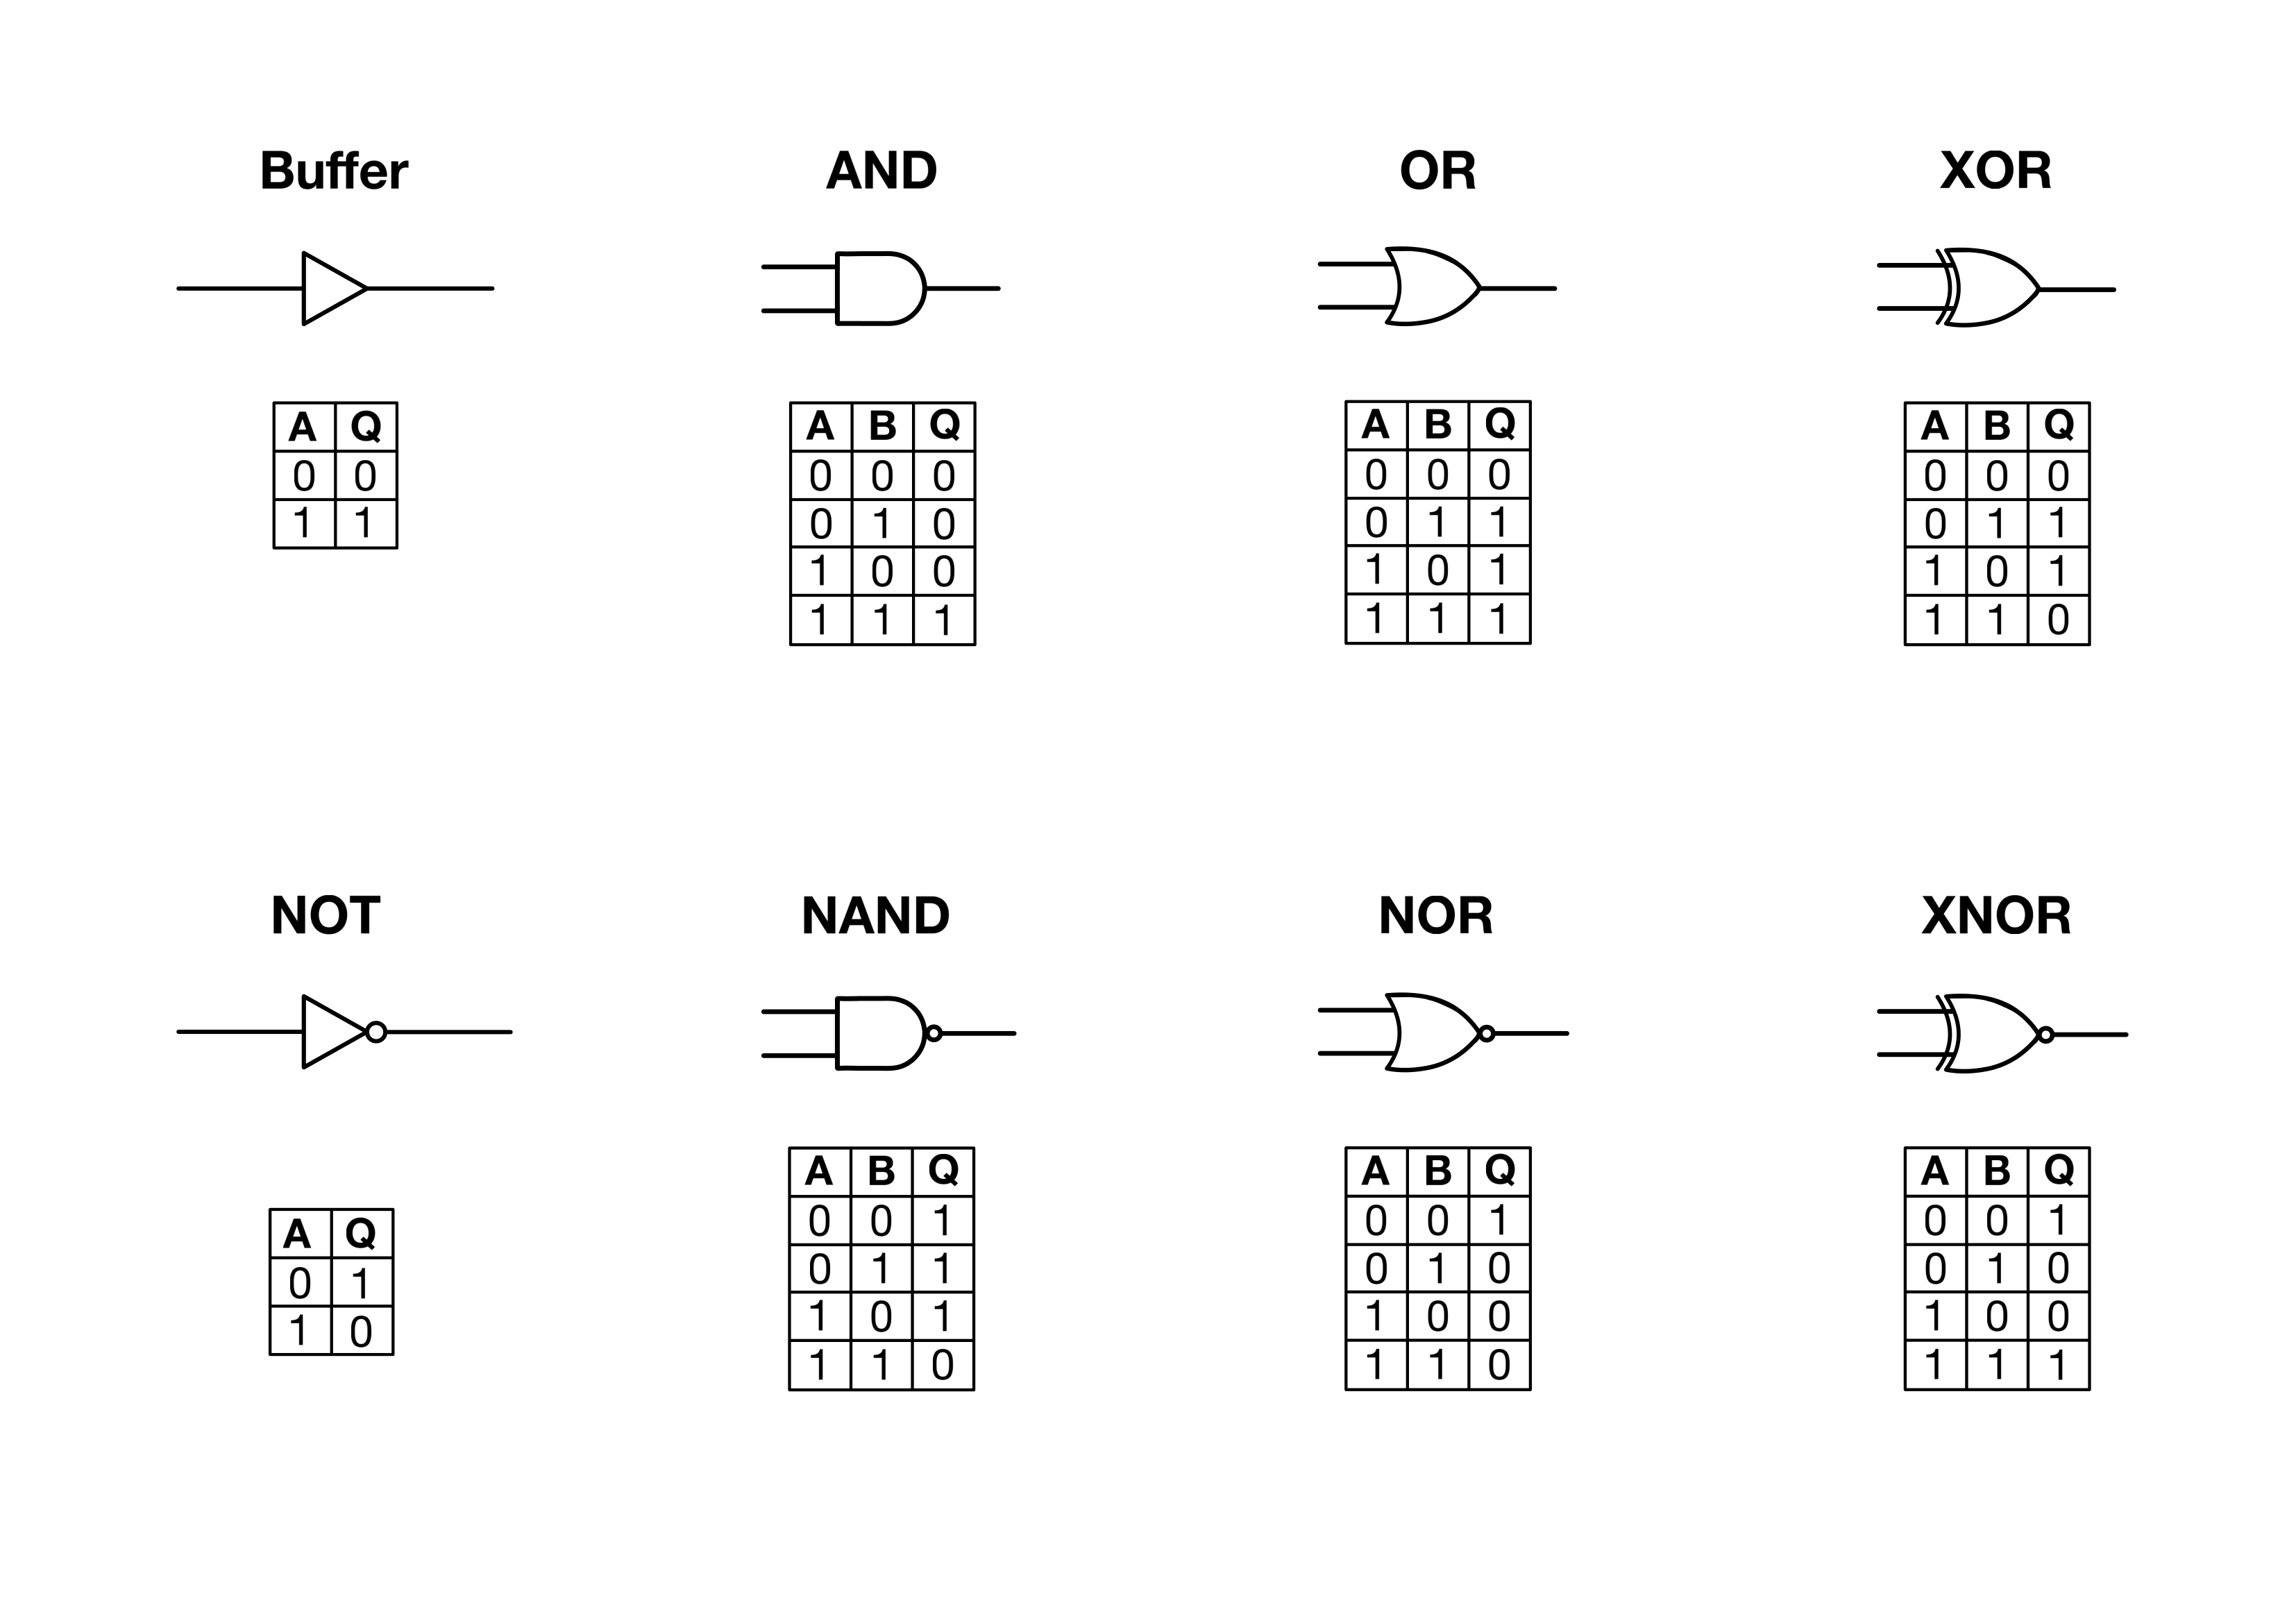 Buffer
A Q
0 0
1 1
AND
A B Q
0 0 0
0 1 0
1 0 0
1 1 1
OR
A B Q
0 0 0
0 1 1
1 0 1
1 1 1
XOR
A B Q
0 0 0
0 1 1
1 0 1
1 1 0
NOT
A Q
0 1
1 0
NAND
A B Q
0 0 1
0 1 1
1 0 1
1 1 0
NOR
A B Q
0 0 1
0 1 0
1 0 0
1 1 0
XNOR
A B Q
0 0 1
0 1 0
1 0 0
1 1 1